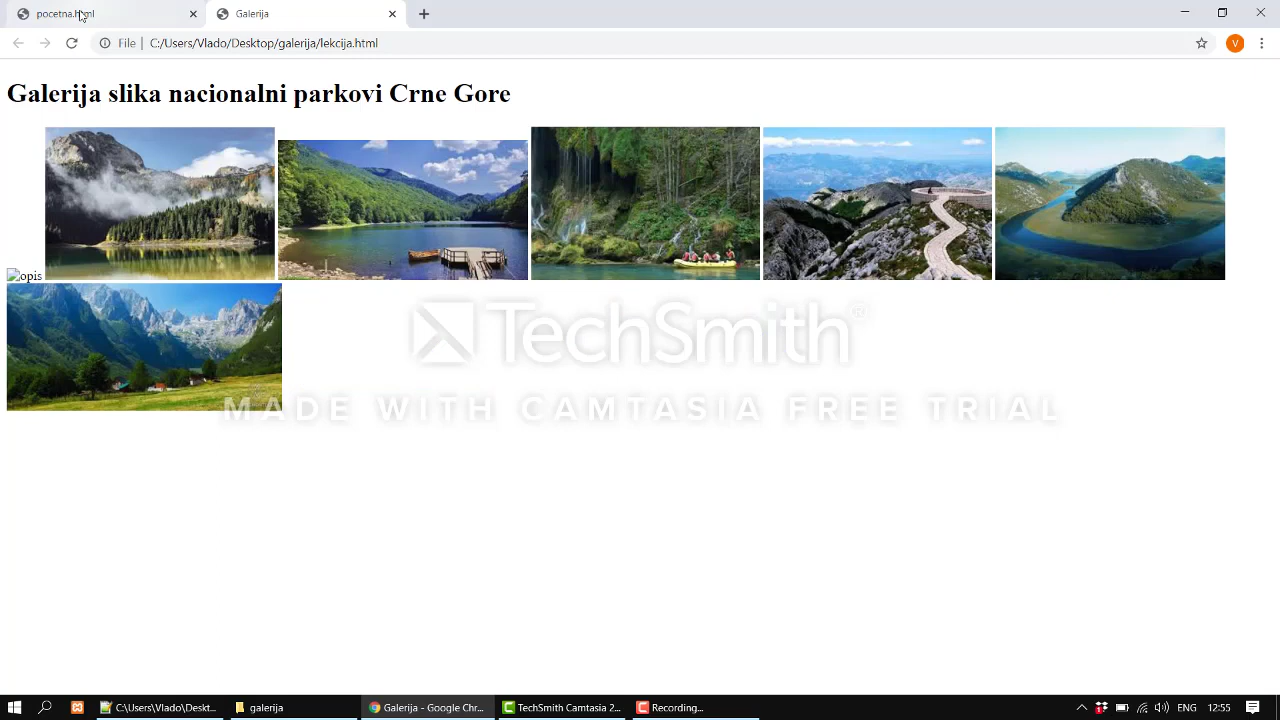 pocetna.html
Galerija
File
C:/Users/Vlado/Desktop/galerija/lekcija.html
V
Galerija slika nacionalni parkovi Crne Gore
opis
TechSmith®
MADE WITH CAMTASIA FREE TRIAL
C:\Users\Vlado\Deskt...
galerija
Galerija - Google Chr...
TechSmith Camtasia 2...
Recording...
ENG
12:55